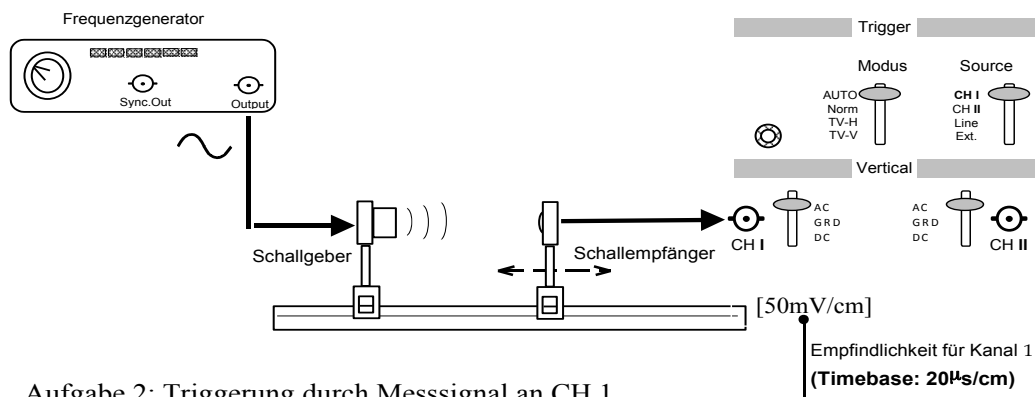 Frequenzgenerator
Sync.Out
Output
Schallgeber
Schallempfänger
Trigger
Modus
Source
AUTO
Norm
TV-H
TV-V
CH I
CH II
Line
Ext.
Vertical
AC
GRD
DC
CH I
AC
GRD
DC
CH II
[50mV/cm]
Empfindlichkeit für Kanal 1
(Timebase: 20µs/cm)
Aufgabe 2: Triggerung durch Messsignal an CH 1